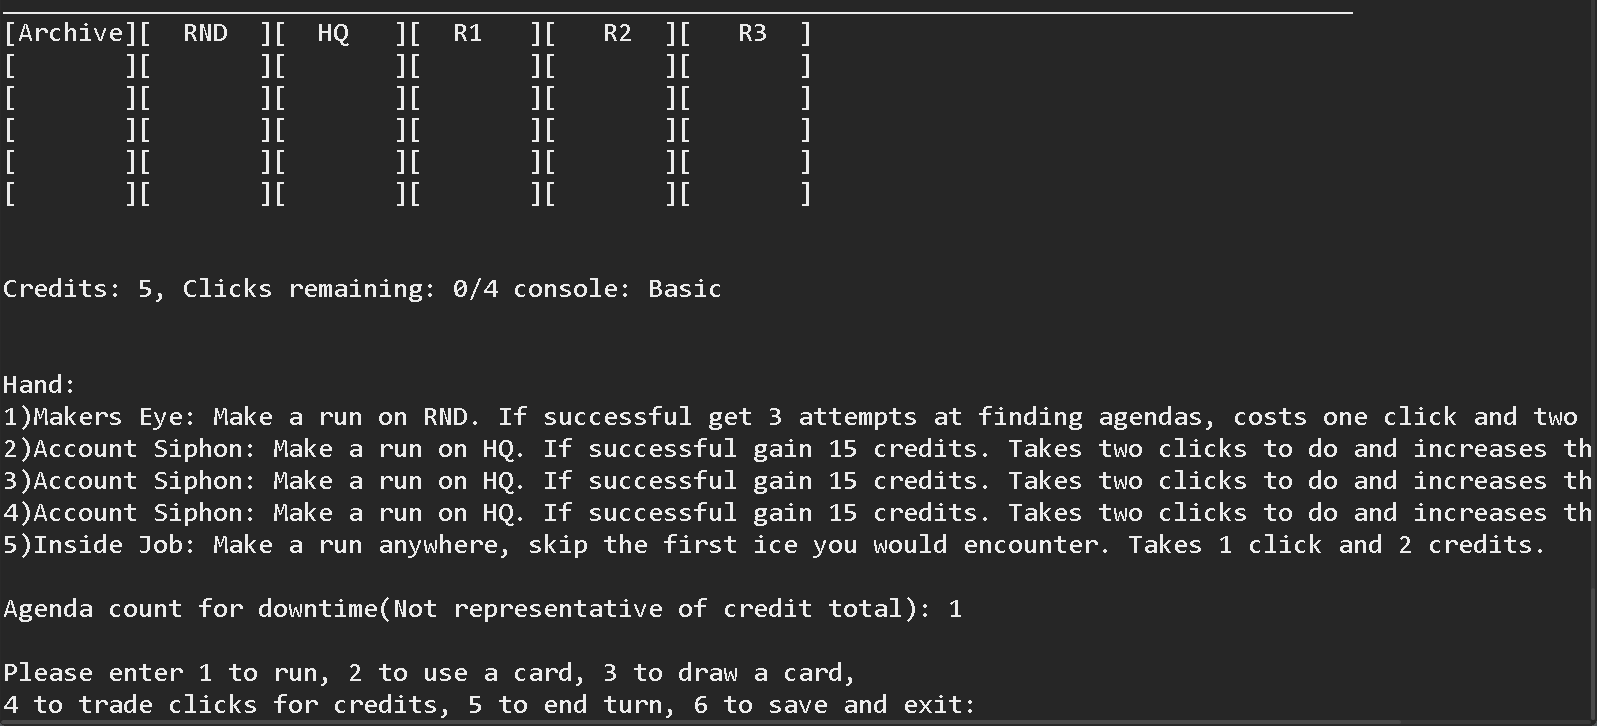 [Archive][  RND  ][  HQ   ][  R1   ][   R2  ][   R3  ]
[       ][       ][       ][       ][       ][       ]
[       ][       ][       ][       ][       ][       ]
[       ][       ][       ][       ][       ][       ]
[       ][       ][       ][       ][       ][       ]
[       ][       ][       ][       ][       ][       ]
Credits: 5, Clicks remaining: 0/4 console: Basic
Hand:
1)Makers Eye: Make a run on RND. If successful get 3 attempts at finding agendas, costs one click and two
2)Account Siphon: Make a run on HQ. If successful gain 15 credits. Takes two clicks to do and increases th
3)Account Siphon: Make a run on HQ. If successful gain 15 credits. Takes two clicks to do and increases th
4)Account Siphon: Make a run on HQ. If successful gain 15 credits. Takes two clicks to do and increases th
5)Inside Job: Make a run anywhere, skip the first ice you would encounter. Takes 1 click and 2 credits.
Agenda count for downtime(Not representative of credit total): 1
Please enter 1 to run, 2 to use a card, 3 to draw a card,
4 to trade clicks for credits, 5 to end turn, 6 to save and exit: